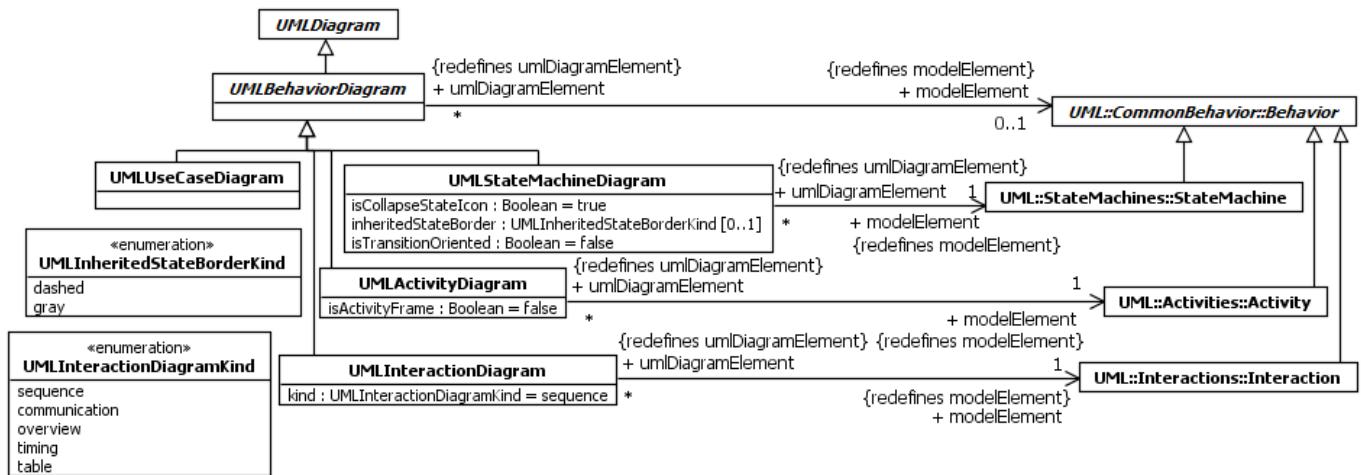 UMLDiagram
{redefines umlDiagramElement}
{redefines modelElement}
UMLBehaviorDiagram
+ umlDiagramElement
+ modelElement
UML::CommonBehavior::Behavior
*
0..1
UMLUseCaseDiagram
UMLStateMachineDiagram
{redefines umlDiagramElement}
isCollapseStateIcon : Boolean = true
+ umlDiagramElement
1
UML::StateMachines::StateMachine
inheritedStateBorder : UMLInheritedStateBorderKind [0..1]
*
+ modelElement
isTransitionOriented : Boolean = false
{redefines modelElement}
«enumeration»
UMLInheritedStateBorderKind
dashed
gray
{redefines umlDiagramElement}
UMLActivityDiagram
+ umlDiagramElement
1
UML::Activities::Activity
isActivityFrame : Boolean = false
*
+ modelElement
{redefines umlDiagramElement}
{redefines modelElement}
«enumeration»
UMLInteractionDiagramKind
sequence
communication
overview
timing
table
UMLInteractionDiagram
+ umlDiagramElement
1
UML::Interactions::Interaction
kind : UMLInteractionDiagramKind = sequence
*
{redefines modelElement}
+ modelElement